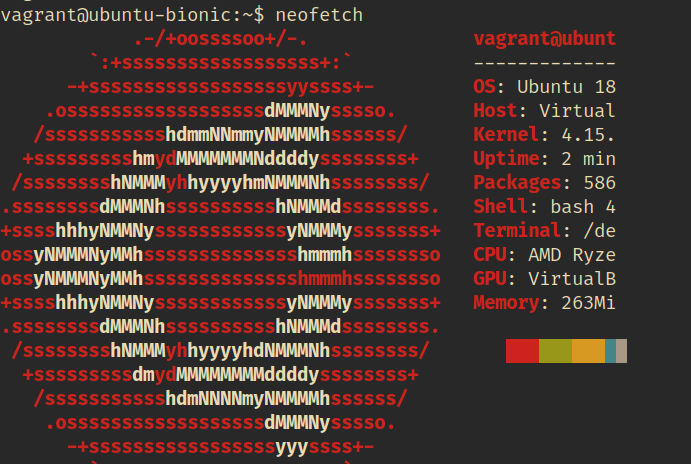 vagrant@ubuntu-bionic:~$ neofetch
            .-/+oossssoo+/-.               vagrant@ubunt
        `:+ssssssssssssssssss+:`           -------------
      -+ssssssssssssssssssyyssss+-         OS: Ubuntu 18
    .ossssssssssssssssssdMMMNysssso.       Host: Virtual
   /ssssssssssshdmmNNmmyNMMMMhssssss/      Kernel: 4.15.
  +ssssssssshmydMMMMMMMNddddyssssssss+     Uptime: 2 min
 /sssssssshNMMMyhhyyyyhmNMMMNhssssssss/    Packages: 586
.ssssssssdMMMNhsssssssssshNMMMdssssssss.   Shell: bash 4
+sssshhhyNMMNyssssssssssssyNMMMysssssss+   Terminal: /de
ossyNMMMNyMMhsssssssssssssshmmmhssssssso   CPU: AMD Ryze
ossyNMMMNyMMhsssssssssssssshmmmhssssssso   GPU: VirtualB
+sssshhhyNMMNyssssssssssssyNMMMysssssss+   Memory: 263Mi
.ssssssssdMMMNhsssssssssshNMMMdssssssss.
 /sssssssshNMMMyhhyyyyhdNMMMNhssssssss/
  +sssssssssdmydMMMMMMMMddddyssssssss+
   /ssssssssssshdmNNNNmyNMMMMhssssss/
    .ossssssssssssssssssdMMMNysssso.
      -+sssssssssssssssssyyyssss+-